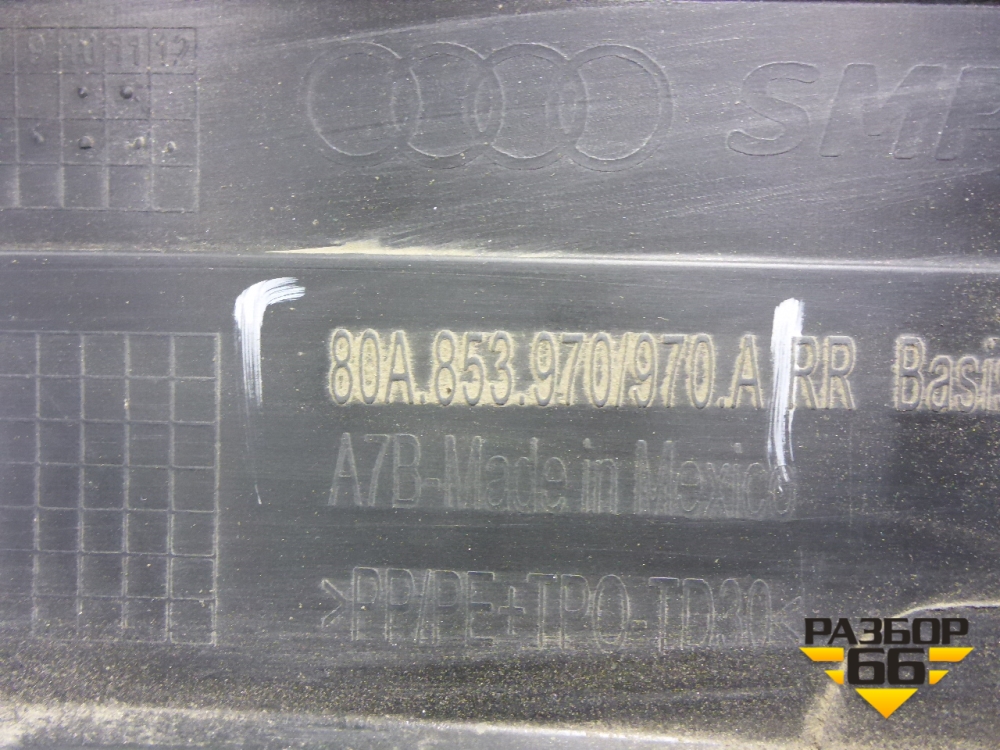 9 10 11 12
SMP
80A.853.970/970.A RR Basi
A7B-Made in Mexico
>PP/PE+TPO-TD30<
РАЗБОР
66